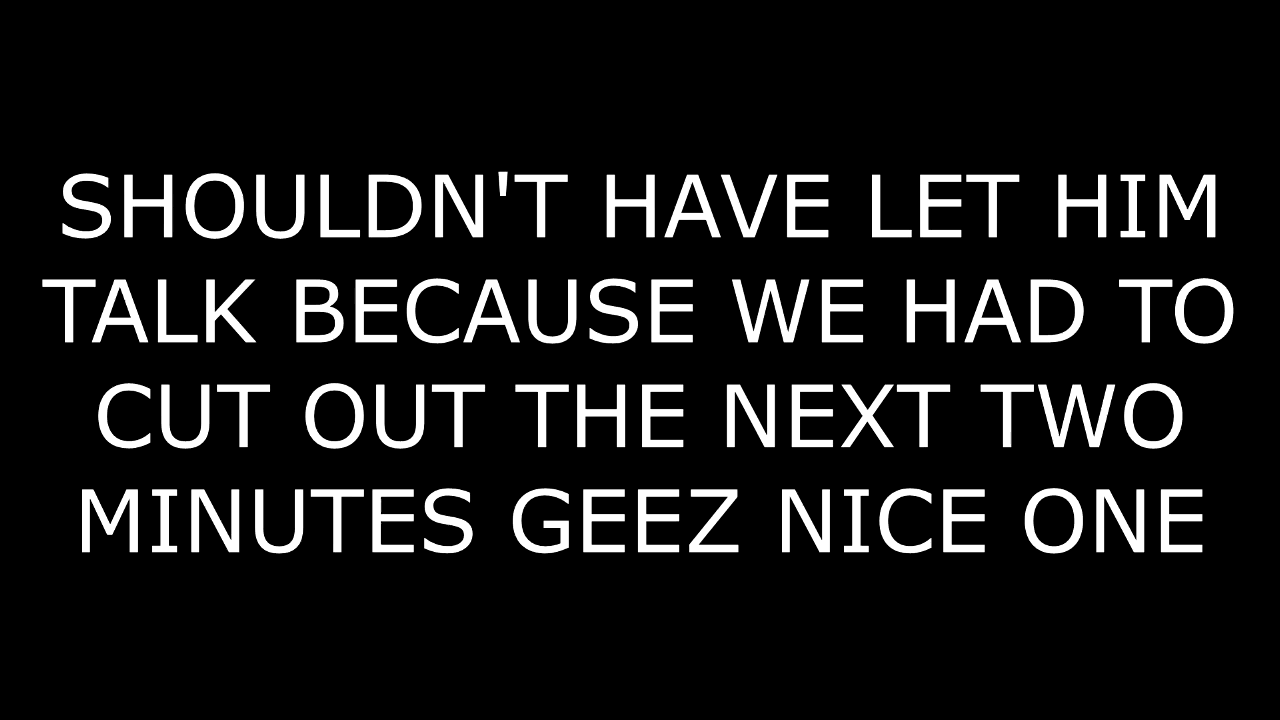 SHOULDN'T HAVE LET HIM
TALK BECAUSE WE HAD TO
CUT OUT THE NEXT TWO
MINUTES GEEZ NICE ONE